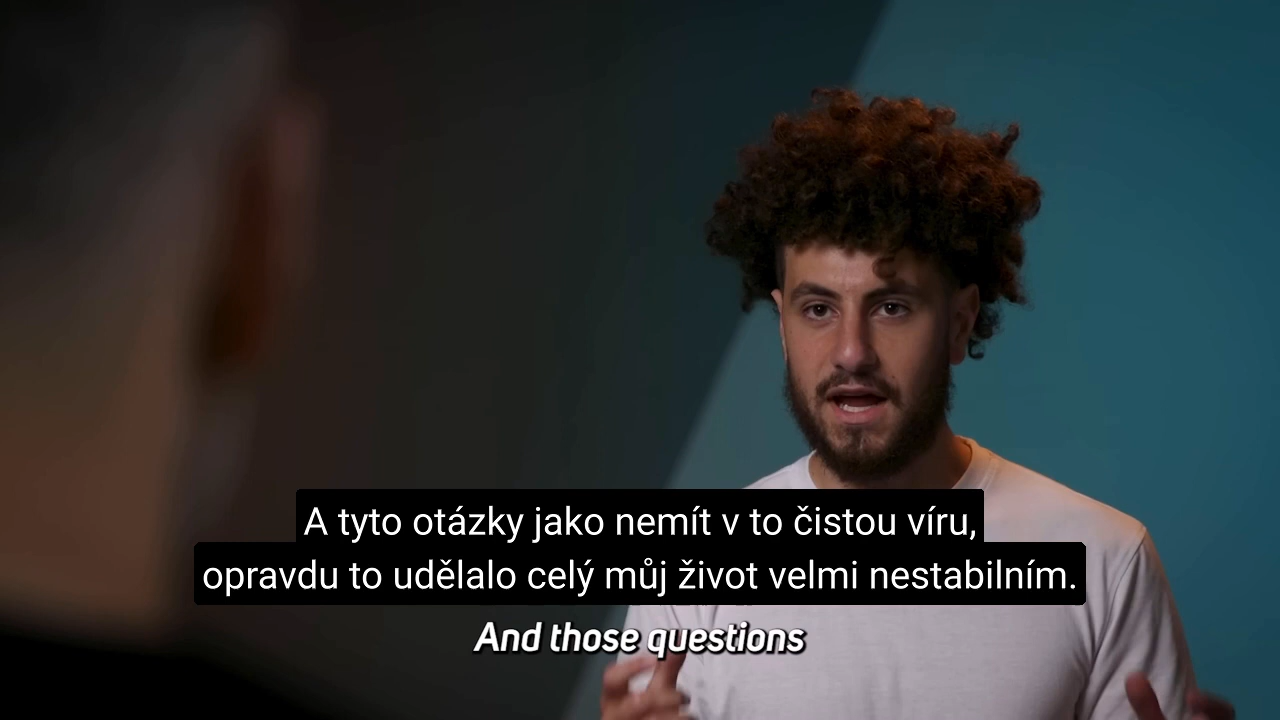 A tyto otázky jako nemít v to čistou víru,
opravdu to udělalo celý můj život velmi nestabilním.
And those questions